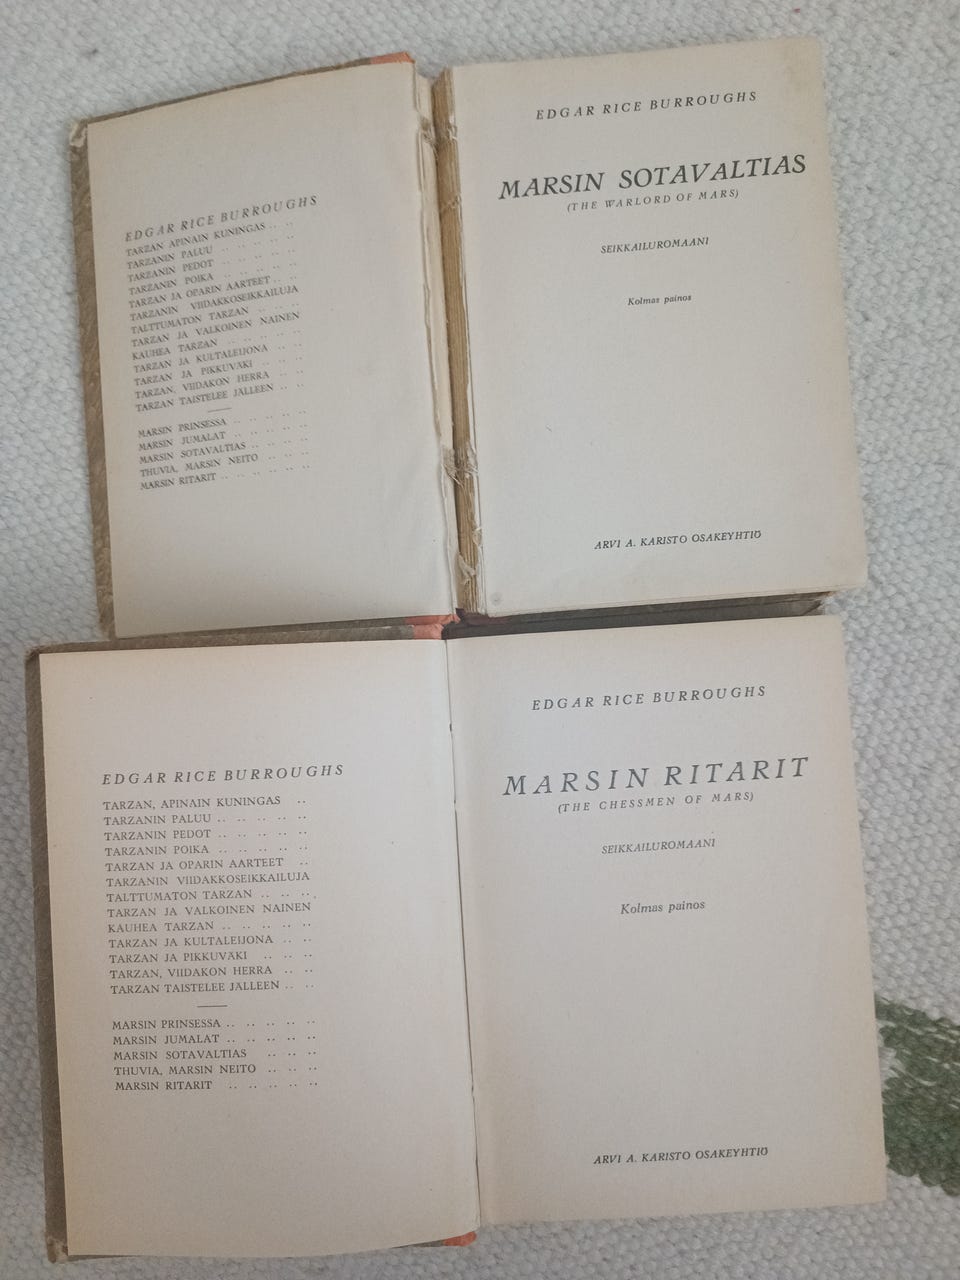 EDGAR RICE BURROUGHS
TARZAN APINAIN KUNINGAS .. ..
TARZANIN PALUU .. .. .. .. ..
TARZANIN PEDOT .. .. .. .. ..
TARZANIN POIKA .. .. .. .. ..
TARZAN JA OPARIN AARTEET .. ..
TARZANIN VIIDAKKOSEIKKAILUJA
TALTTUMATON TARZAN .. .. ..
TARZAN JA VALKOINEN NAINEN
KAUHEA TARZAN .. .. .. .. ..
TARZAN JA KULTALEIJONA .. ..
TARZAN JA PIKKUVÄKI .. .. ..
TARZAN, VIIDAKON HERRA .. ..
TARZAN TAISTELEE JÄLLEEN .. ..
MARSIN PRINSESSA .. .. .. .. ..
MARSIN JUMALAT .. .. .. .. ..
MARSIN SOTAVALTIAS .. .. .. ..
THUVIA, MARSIN NEITO .. .. ..
MARSIN RITARIT .. .. .. .. .. ..
EDGAR RICE BURROUGHS
MARSIN SOTAVALTIAS
(THE WARLORD OF MARS)
SEIKKAILUROMAANI
Kolmas painos
ARVI A. KARISTO OSAKEYHTIÖ
EDGAR RICE BURROUGHS
TARZAN, APINAIN KUNINGAS ..
TARZANIN PALUU .. .. .. .. ..
TARZANIN PEDOT .. .. .. .. ..
TARZANIN POIKA .. .. .. .. ..
TARZAN JA OPARIN AARTEET ..
TARZANIN VIIDAKKOSEIKKAILUJA
TALTTUMATON TARZAN .. .. ..
TARZAN JA VALKOINEN NAINEN
KAUHEA TARZAN .. .. .. .. ..
TARZAN JA KULTALEIJONA .. ..
TARZAN JA PIKKUVÄKI .. .. ..
TARZAN, VIIDAKON HERRA .. ..
TARZAN TAISTELEE JÄLLEEN .. ..
MARSIN PRINSESSA .. .. .. .. ..
MARSIN JUMALAT .. .. .. .. ..
MARSIN SOTAVALTIAS .. .. ..
THUVIA, MARSIN NEITO .. .. ..
MARSIN RITARIT .. .. .. .. ..
EDGAR RICE BURROUGHS
MARSIN RITARIT
(THE CHESSMEN OF MARS)
SEIKKAILUROMAANI
Kolmas painos
ARVI A. KARISTO OSAKEYHTIÖ